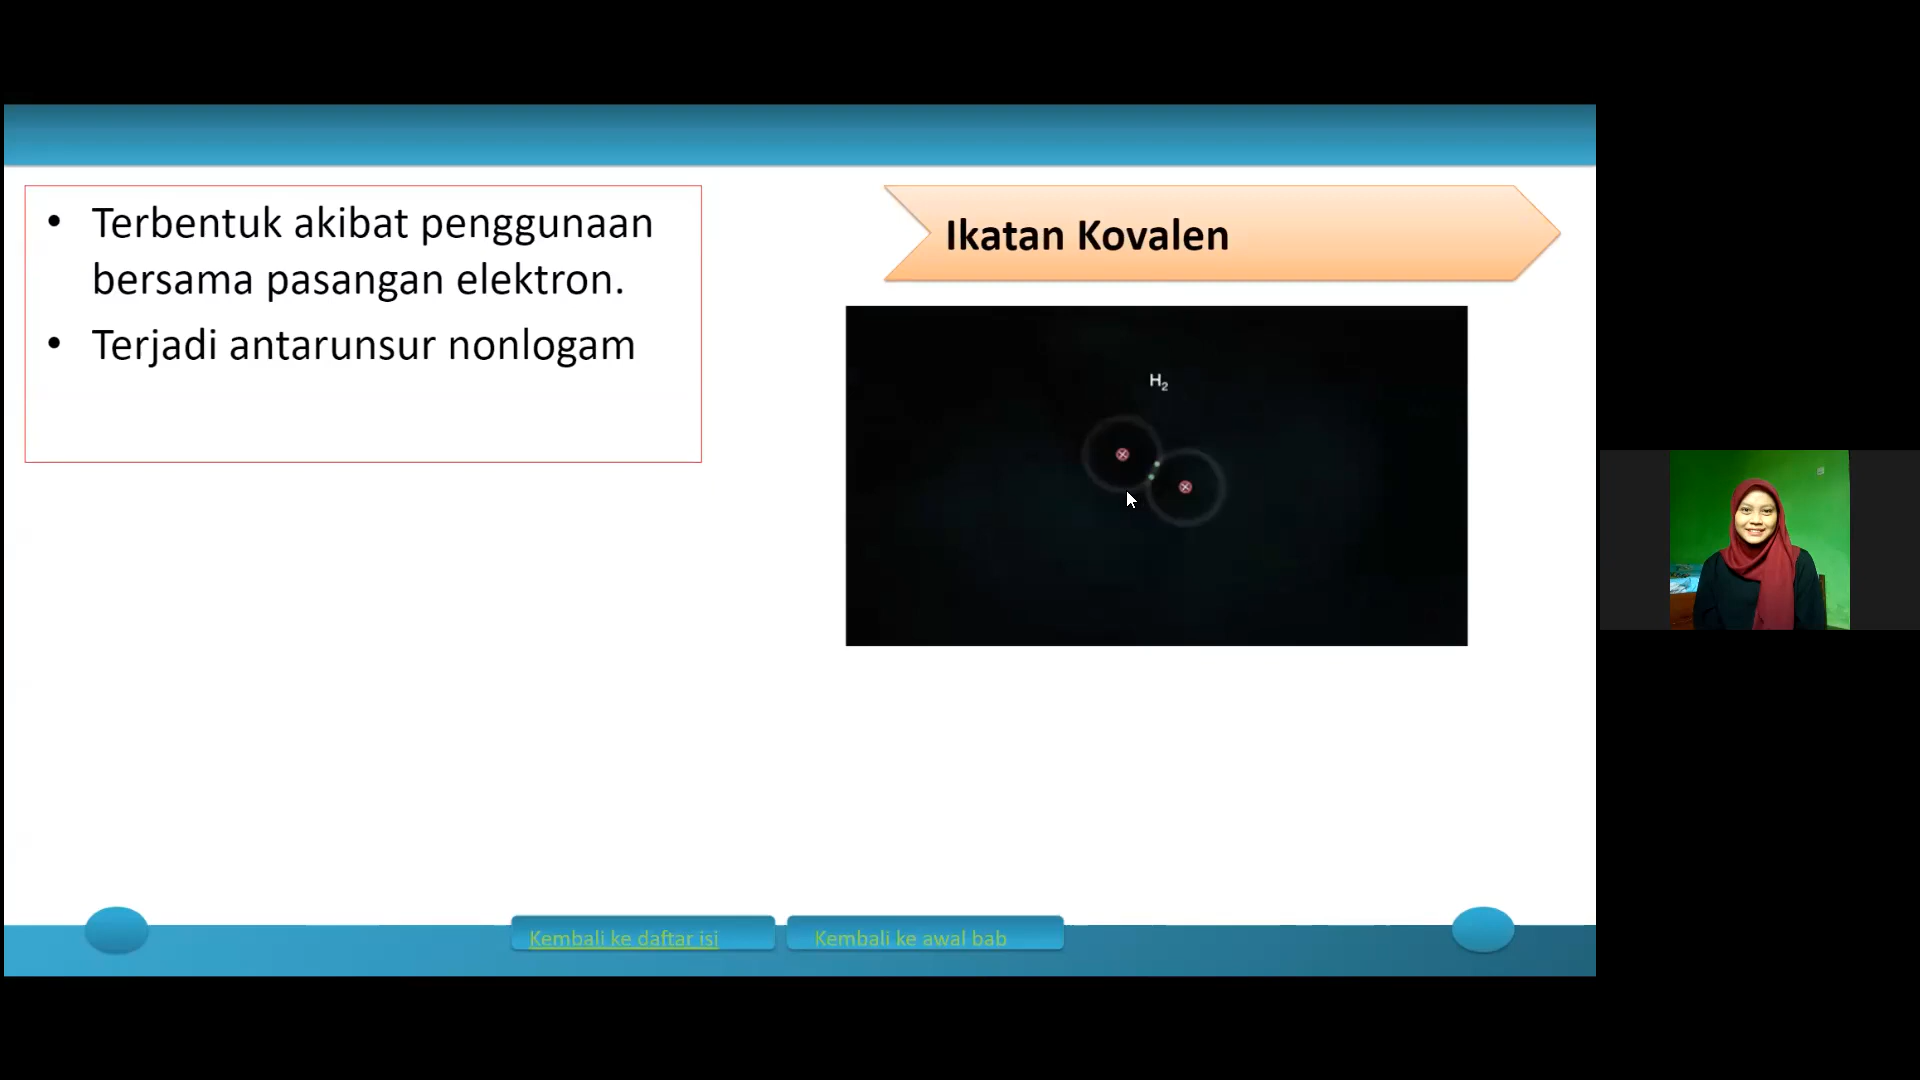 • Terbentuk akibat penggunaan
bersama pasangan elektron.
• Terjadi antarunsur nonlogam
Ikatan Kovalen
H₂
Kembali ke daftar isi
Kembali ke awal bab